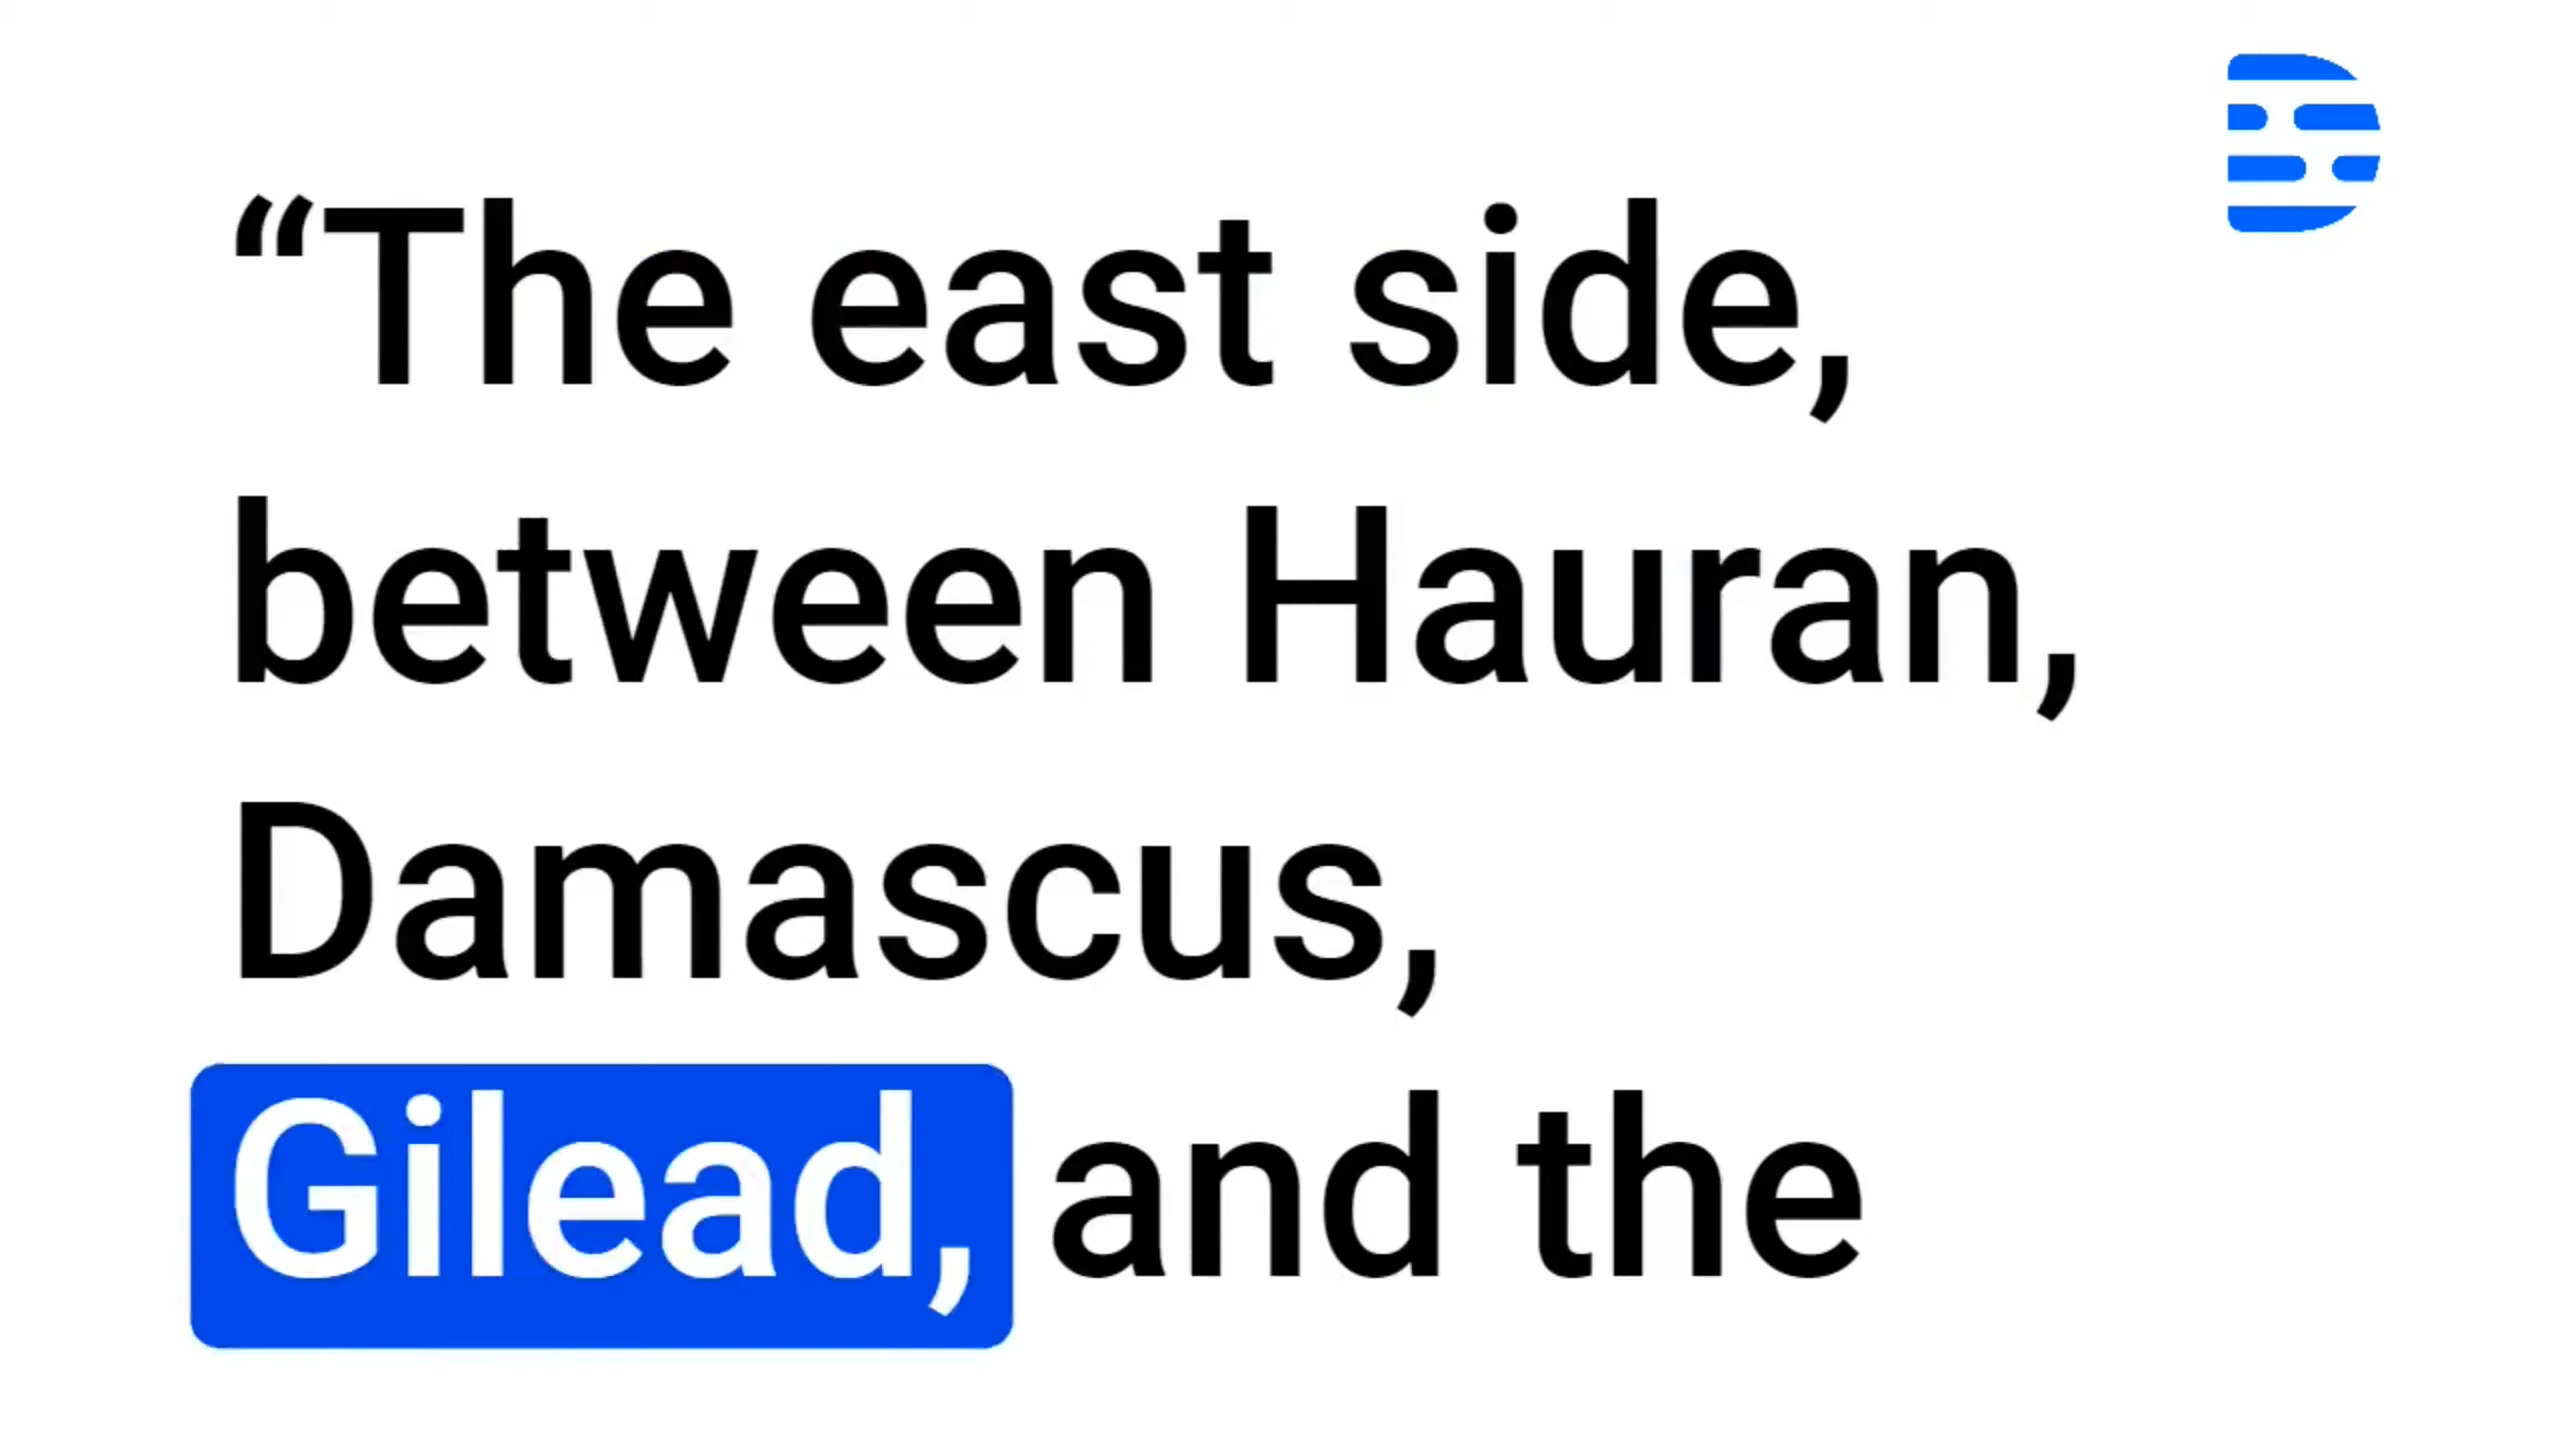 “The east side,
between Hauran,
Damascus,
Gilead, and the